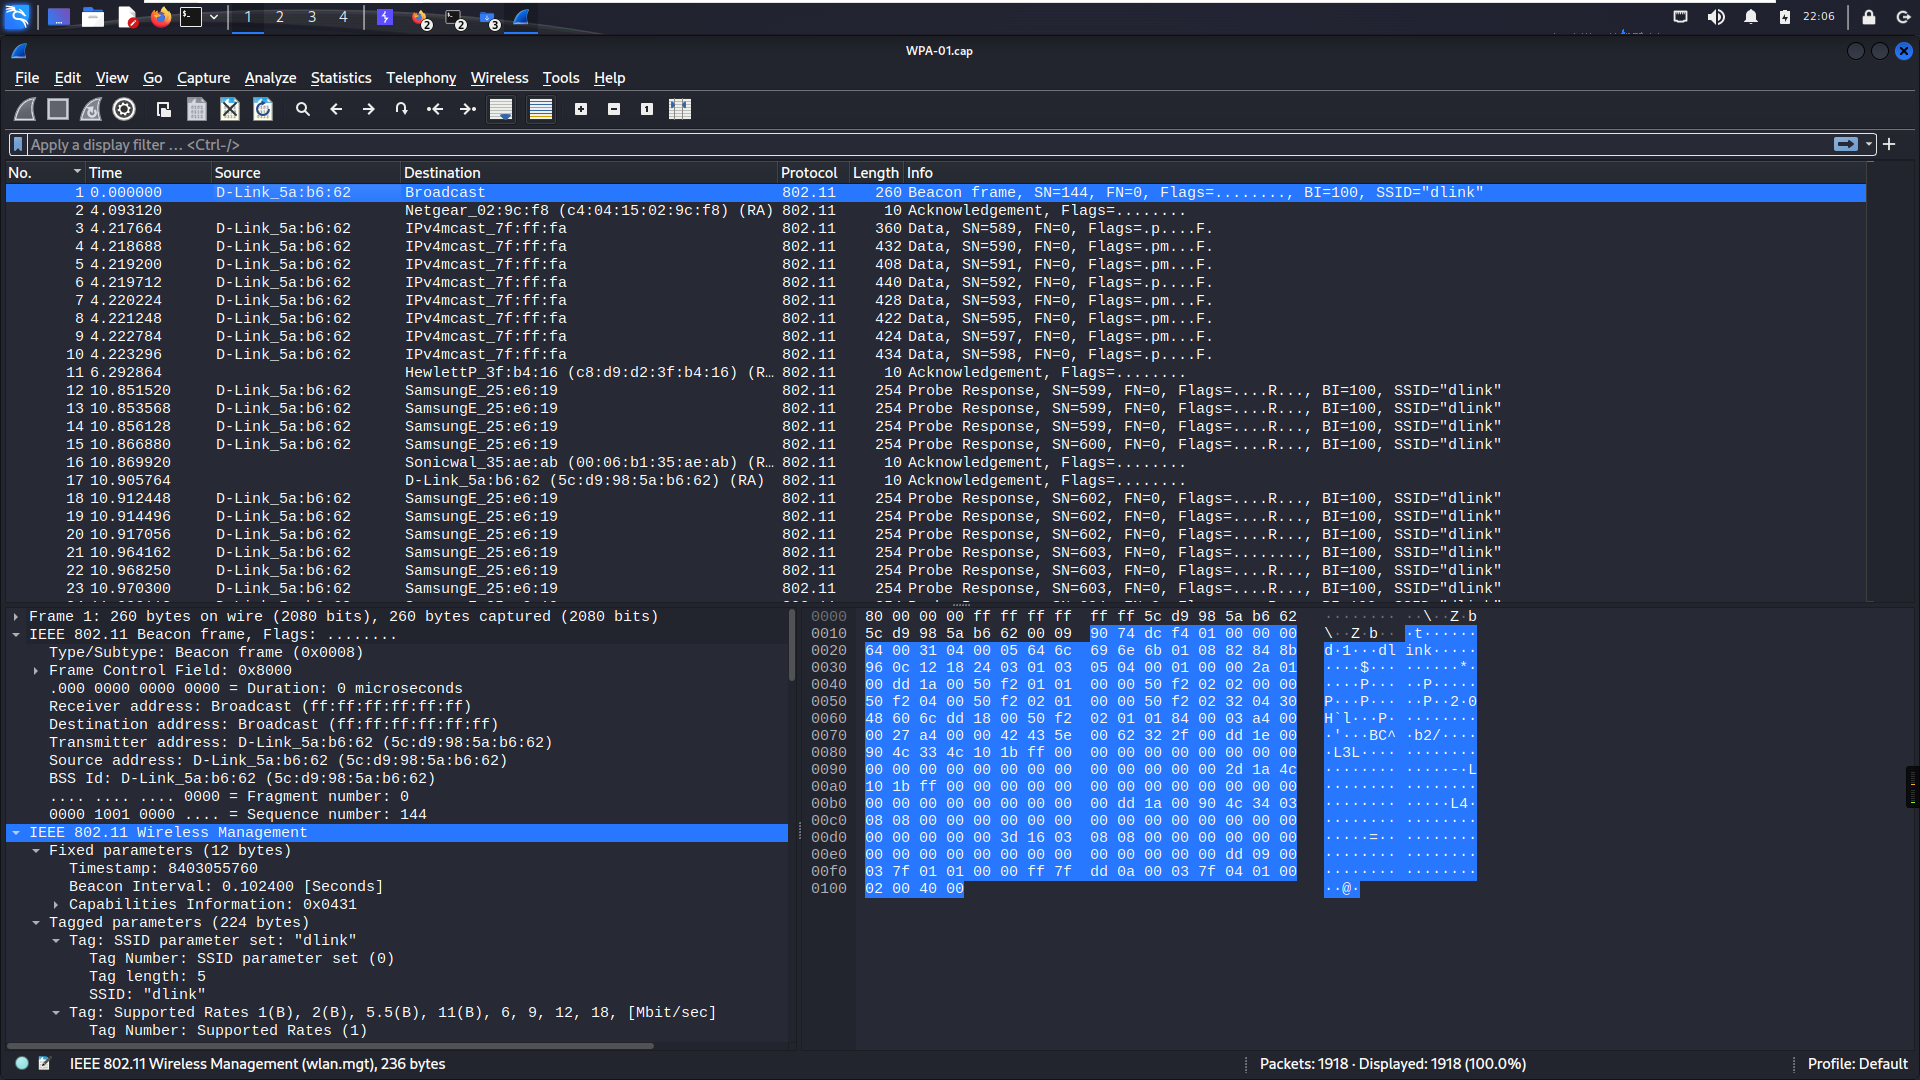 1 2 3 4 2 2 3 22:06
WPA-01.cap
File Edit View Go Capture Analyze Statistics Telephony Wireless Tools Help
Apply a display filter … <Ctrl-/>
No. Time Source Destination Protocol Length Info
1 0.000000 D-Link_5a:b6:62 Broadcast 802.11 260 Beacon frame, SN=144, FN=0, Flags=........, BI=100, SSID="dlink"
2 4.093120 Netgear_02:9c:f8 (c4:04:15:02:9c:f8) (RA) 802.11 10 Acknowledgement, Flags=........
3 4.217664 D-Link_5a:b6:62 IPv4mcast_7f:ff:fa 802.11 360 Data, SN=589, FN=0, Flags=.p....F.
4 4.218688 D-Link_5a:b6:62 IPv4mcast_7f:ff:fa 802.11 432 Data, SN=590, FN=0, Flags=.pm...F.
5 4.219200 D-Link_5a:b6:62 IPv4mcast_7f:ff:fa 802.11 408 Data, SN=591, FN=0, Flags=.pm...F.
6 4.219712 D-Link_5a:b6:62 IPv4mcast_7f:ff:fa 802.11 440 Data, SN=592, FN=0, Flags=.p....F.
7 4.220224 D-Link_5a:b6:62 IPv4mcast_7f:ff:fa 802.11 428 Data, SN=593, FN=0, Flags=.pm...F.
8 4.221248 D-Link_5a:b6:62 IPv4mcast_7f:ff:fa 802.11 422 Data, SN=595, FN=0, Flags=.pm...F.
9 4.222784 D-Link_5a:b6:62 IPv4mcast_7f:ff:fa 802.11 424 Data, SN=597, FN=0, Flags=.pm...F.
10 4.223296 D-Link_5a:b6:62 IPv4mcast_7f:ff:fa 802.11 434 Data, SN=598, FN=0, Flags=.p....F.
11 6.292864 HewlettP_3f:b4:16 (c8:d9:d2:3f:b4:16) (R… 802.11 10 Acknowledgement, Flags=........
12 10.851520 D-Link_5a:b6:62 SamsungE_25:e6:19 802.11 254 Probe Response, SN=599, FN=0, Flags=....R..., BI=100, SSID="dlink"
13 10.853568 D-Link_5a:b6:62 SamsungE_25:e6:19 802.11 254 Probe Response, SN=599, FN=0, Flags=....R..., BI=100, SSID="dlink"
14 10.856128 D-Link_5a:b6:62 SamsungE_25:e6:19 802.11 254 Probe Response, SN=599, FN=0, Flags=....R..., BI=100, SSID="dlink"
15 10.866880 D-Link_5a:b6:62 SamsungE_25:e6:19 802.11 254 Probe Response, SN=600, FN=0, Flags=....R..., BI=100, SSID="dlink"
16 10.869920 Sonicwal_35:ae:ab (00:06:b1:35:ae:ab) (R… 802.11 10 Acknowledgement, Flags=........
17 10.905764 D-Link_5a:b6:62 (5c:d9:98:5a:b6:62) (RA) 802.11 10 Acknowledgement, Flags=........
18 10.912448 D-Link_5a:b6:62 SamsungE_25:e6:19 802.11 254 Probe Response, SN=602, FN=0, Flags=....R..., BI=100, SSID="dlink"
19 10.914496 D-Link_5a:b6:62 SamsungE_25:e6:19 802.11 254 Probe Response, SN=602, FN=0, Flags=....R..., BI=100, SSID="dlink"
20 10.917056 D-Link_5a:b6:62 SamsungE_25:e6:19 802.11 254 Probe Response, SN=602, FN=0, Flags=....R..., BI=100, SSID="dlink"
21 10.964162 D-Link_5a:b6:62 SamsungE_25:e6:19 802.11 254 Probe Response, SN=603, FN=0, Flags=........, BI=100, SSID="dlink"
22 10.968250 D-Link_5a:b6:62 SamsungE_25:e6:19 802.11 254 Probe Response, SN=603, FN=0, Flags=....R..., BI=100, SSID="dlink"
23 10.970300 D-Link_5a:b6:62 SamsungE_25:e6:19 802.11 254 Probe Response, SN=603, FN=0, Flags=....R..., BI=100, SSID="dlink"
Frame 1: 260 bytes on wire (2080 bits), 260 bytes captured (2080 bits)
IEEE 802.11 Beacon frame, Flags: ........
Type/Subtype: Beacon frame (0x0008)
Frame Control Field: 0x8000
.000 0000 0000 0000 = Duration: 0 microseconds
Receiver address: Broadcast (ff:ff:ff:ff:ff:ff)
Destination address: Broadcast (ff:ff:ff:ff:ff:ff)
Transmitter address: D-Link_5a:b6:62 (5c:d9:98:5a:b6:62)
Source address: D-Link_5a:b6:62 (5c:d9:98:5a:b6:62)
BSS Id: D-Link_5a:b6:62 (5c:d9:98:5a:b6:62)
.... .... .... 0000 = Fragment number: 0
0000 1001 0000 .... = Sequence number: 144
IEEE 802.11 Wireless Management
Fixed parameters (12 bytes)
Timestamp: 8403055760
Beacon Interval: 0.102400 [Seconds]
Capabilities Information: 0x0431
Tagged parameters (224 bytes)
Tag: SSID parameter set: "dlink"
Tag Number: SSID parameter set (0)
Tag length: 5
SSID: "dlink"
Tag: Supported Rates 1(B), 2(B), 5.5(B), 11(B), 6, 9, 12, 18, [Mbit/sec]
Tag Number: Supported Rates (1)
0000 80 00 00 00 ff ff ff ff ff ff 5c d9 98 5a b6 62 ········ ··\··Z·b
0010 5c d9 98 5a b6 62 00 09 90 74 dc f4 01 00 00 00 \··Z·b·· ·t······
0020 64 00 31 04 00 05 64 6c 69 6e 6b 01 08 82 84 8b d·1···dl ink·····
0030 96 0c 12 18 24 03 01 03 05 04 00 01 00 00 2a 01 ····$··· ······*·
0040 00 dd 1a 00 50 f2 01 01 00 00 50 f2 02 02 00 00 ····P··· ··P·····
0050 50 f2 04 00 50 f2 02 01 00 00 50 f2 02 32 04 30 P···P··· ··P··2·0
0060 48 60 6c dd 18 00 50 f2 02 01 01 84 00 03 a4 00 H`l···P· ········
0070 00 27 a4 00 00 42 43 5e 00 62 32 2f 00 dd 1e 00 ·'···BC^ ·b2/····
0080 90 4c 33 4c 10 1b ff 00 00 00 00 00 00 00 00 00 ·L3L···· ········
0090 00 00 00 00 00 00 00 00 00 00 00 00 00 2d 1a 4c ········ ·····-·L
00a0 10 1b ff 00 00 00 00 00 00 00 00 00 00 00 00 00 ········ ········
00b0 00 00 00 00 00 00 00 00 00 dd 1a 00 90 4c 34 03 ········ ·····L4·
00c0 08 08 00 00 00 00 00 00 00 00 00 00 00 00 00 00 ········ ········
00d0 00 00 00 00 00 3d 16 03 08 08 00 00 00 00 00 00 ·····=·· ········
00e0 00 00 00 00 00 00 00 00 00 00 00 00 00 dd 09 00 ········ ········
00f0 03 7f 01 01 00 00 ff 7f dd 0a 00 03 7f 04 01 00 ········ ········
0100 02 00 40 00 ··@·
IEEE 802.11 Wireless Management (wlan.mgt), 236 bytes Packets: 1918 · Displayed: 1918 (100.0%) Profile: Default